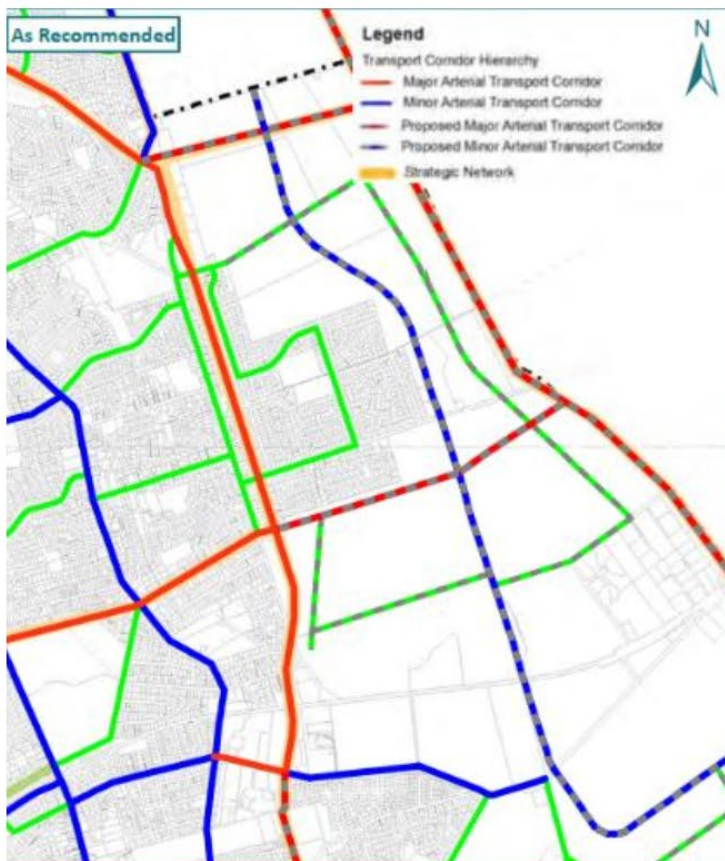 As Recommended
Legend
N
Transport Corridor Hierarchy
Major Arterial Transport Corridor
Minor Arterial Transport Corridor
Proposed Major Arterial Transport Corridor
Proposed Minor Arterial Transport Corridor
Strategic Network